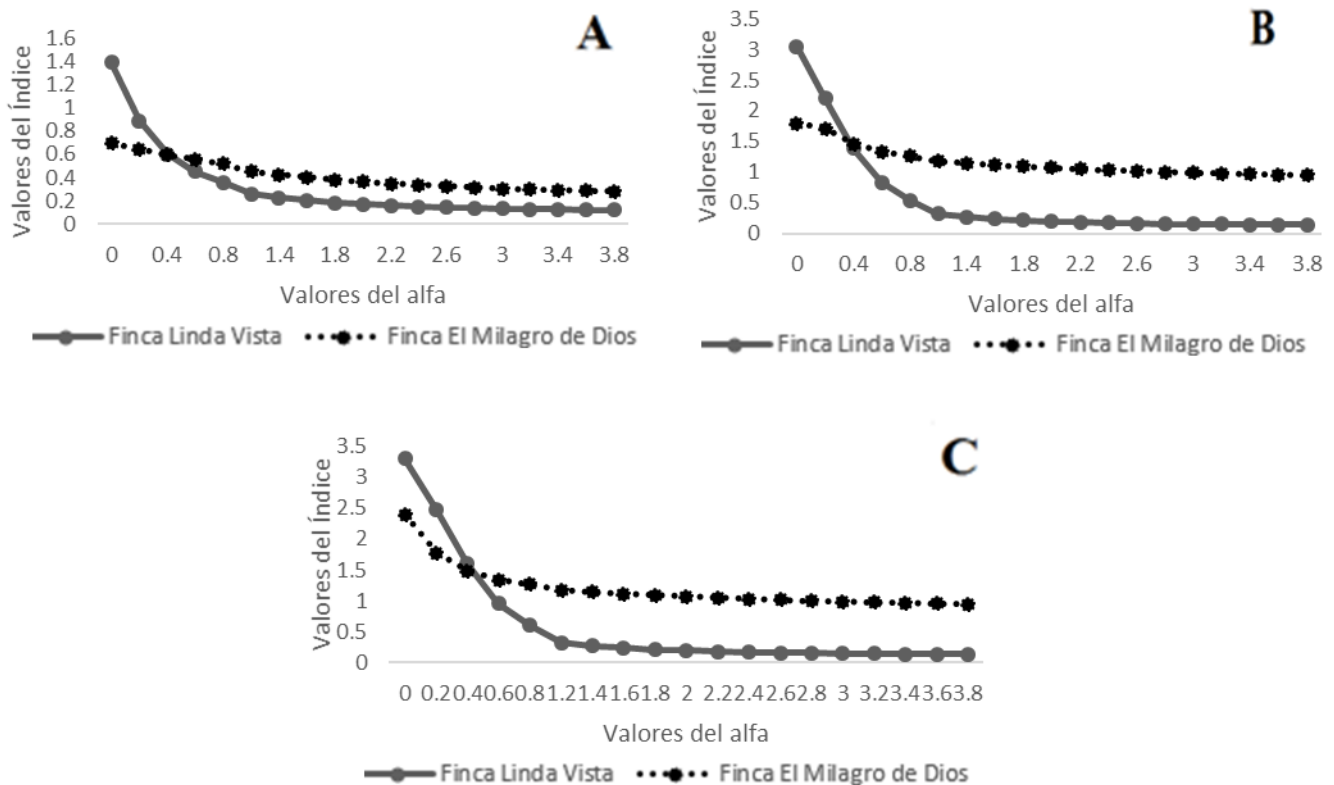 A
Valores del índice
1.6
1.4
1.2
1
0.8
0.6
0.4
0.2
0
0 0.4 0.8 1.4 1.8 2.2 2.6 3 3.4 3.8
Valores del alfa
Finca Linda Vista Finca El Milagro de Dios
B
Valores del índice
3.5
3
2.5
2
1.5
1
0.5
0
0 0.4 0.8 1.4 1.8 2.2 2.6 3 3.4 3.8
Valores del alfa
Finca Linda Vista Finca El Milagro de Dios
C
Valores del índice
3.5
3
2.5
2
1.5
1
0.5
0
0 0.20.40.60.81.21.41.61.8 2 2.22.42.62.8 3 3.23.43.63.8
Valores del alfa
Finca Linda Vista Finca El Milagro de Dios